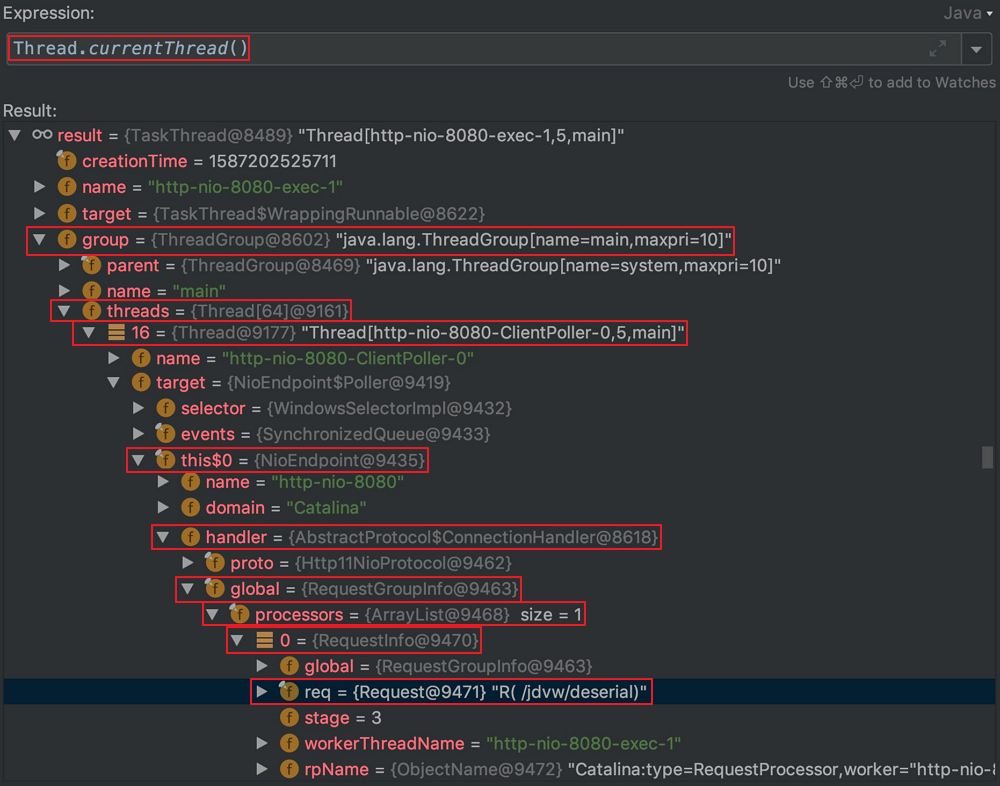 Expression:
Java
Thread.currentThread()
Use ⇧⌘⏎ to add to Watches
Result:
result = {TaskThread@8489} "Thread[http-nio-8080-exec-1,5,main]"
f creationTime = 1587202525711
f name = "http-nio-8080-exec-1"
f target = {TaskThread$WrappingRunnable@8622}
f group = {ThreadGroup@8602} "java.lang.ThreadGroup[name=main,maxpri=10]"
f parent = {ThreadGroup@8469} "java.lang.ThreadGroup[name=system,maxpri=10]"
f name = "main"
f threads = {Thread[64]@9161}
16 = {Thread@9177} "Thread[http-nio-8080-ClientPoller-0,5,main]"
f name = "http-nio-8080-ClientPoller-0"
f target = {NioEndpoint$Poller@9419}
f selector = {WindowsSelectorImpl@9432}
f events = {SynchronizedQueue@9433}
f this$0 = {NioEndpoint@9435}
f name = "http-nio-8080"
f domain = "Catalina"
f handler = {AbstractProtocol$ConnectionHandler@8618}
f proto = {Http11NioProtocol@9462}
f global = {RequestGroupInfo@9463}
f processors = {ArrayList@9468} size = 1
0 = {RequestInfo@9470}
f global = {RequestGroupInfo@9463}
f req = {Request@9471} "R( /jdvw/deserial)"
f stage = 3
f workerThreadName = "http-nio-8080-exec-1"
f rpName = {ObjectName@9472} "Catalina:type=RequestProcessor,worker="http-nio-8